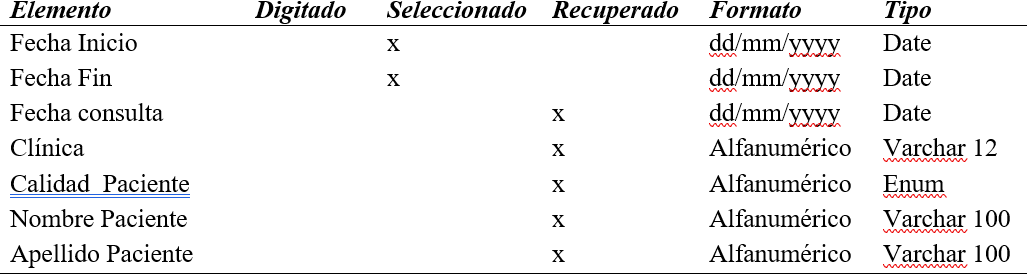 Elemento Digitado Seleccionado Recuperado Formato Tipo
Fecha Inicio x dd/mm/yyyy Date
Fecha Fin x dd/mm/yyyy Date
Fecha consulta x dd/mm/yyyy Date
Clínica x Alfanumérico Varchar 12
Calidad  Paciente x Alfanumérico Enum
Nombre Paciente x Alfanumérico Varchar 100
Apellido Paciente x Alfanumérico Varchar 100